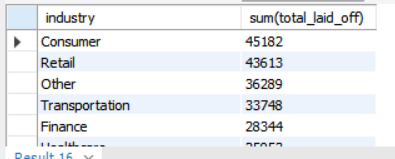 industry sum(total_laid_off)
Consumer 45182
Retail 43613
Other 36289
Transportation 33748
Finance 28344
Result 16